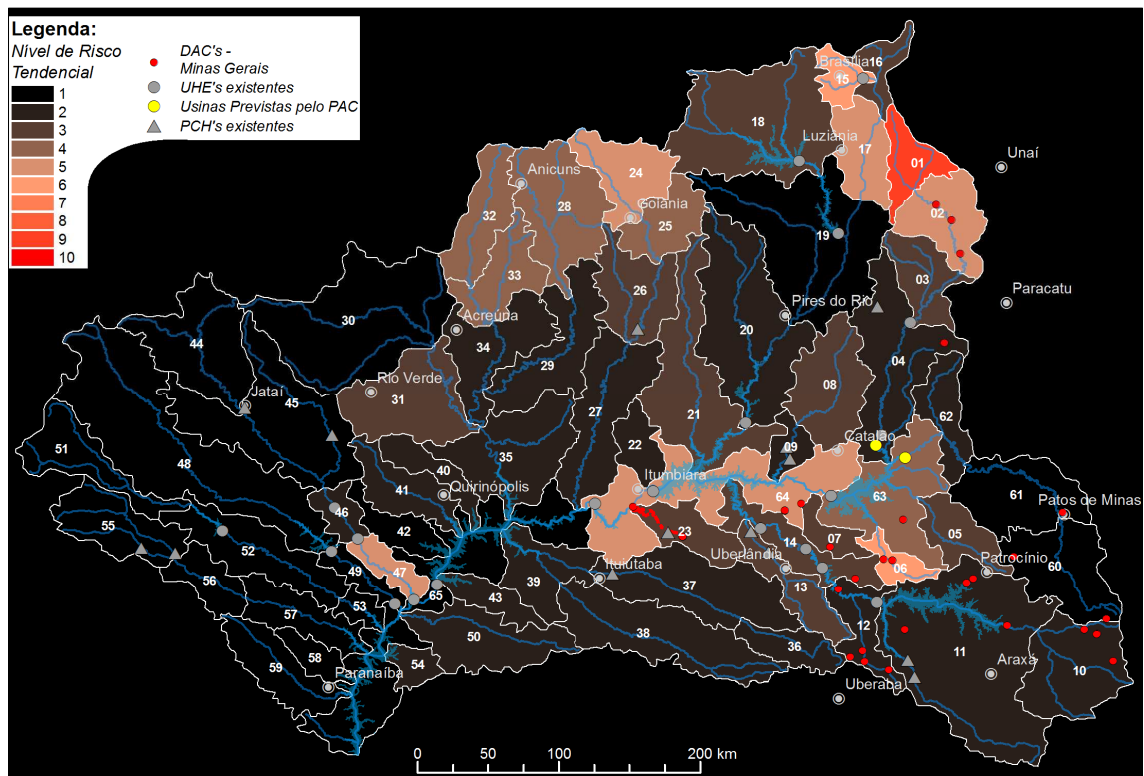 Legenda:
Nivel de Risco
Tendencial
1
2
3
4
5
6
7
8
9
10
DAC's -
Minas Gerais
UHE's existentes
Usinas Previstas pelo PAC
PCH's existentes
16
Brasília
15
18
Luziânia
17
01
Unaí
02
Anicuns
24
28
32
Goiania
25
19
33
03
26
Paracatu
30
Acreúna
Pires do Rio
20
44
34
29
04
Jataí
Rio Verde
31
08
45
27
21
62
51
22
Catalão
09
48
35
40
Itumbiara
Quirinópolis
41
64
63
61
Patos de Minas
46
55
42
23
05
07
52
Uberlândia
14
49
Patrocínio
06
60
56
47
Ituiutaba
39
37
13
53
65
43
57
12
50
38
36
11
10
58
54
59
Paranaíba
Araxá
Uberaba
0 50 100 200 km